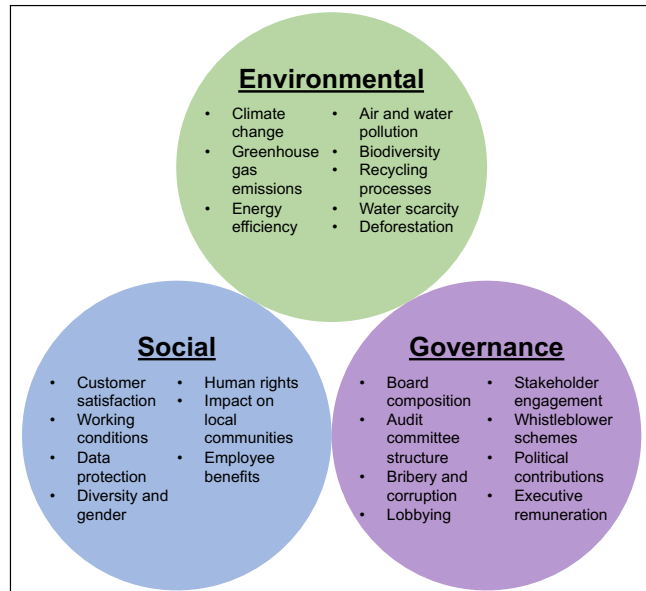 Environmental
• Climate
change
• Greenhouse
gas
emissions
• Energy
efficiency
• Air and water
pollution
• Biodiversity
• Recycling
processes
• Water scarcity
• Deforestation
Social
• Customer
satisfaction
• Working
conditions
• Data
protection
• Diversity and
gender
• Human rights
• Impact on
local
communities
• Employee
benefits
Governance
• Board
composition
• Audit
committee
structure
• Bribery and
corruption
• Lobbying
• Stakeholder
engagement
• Whistleblower
schemes
• Political
contributions
• Executive
remuneration